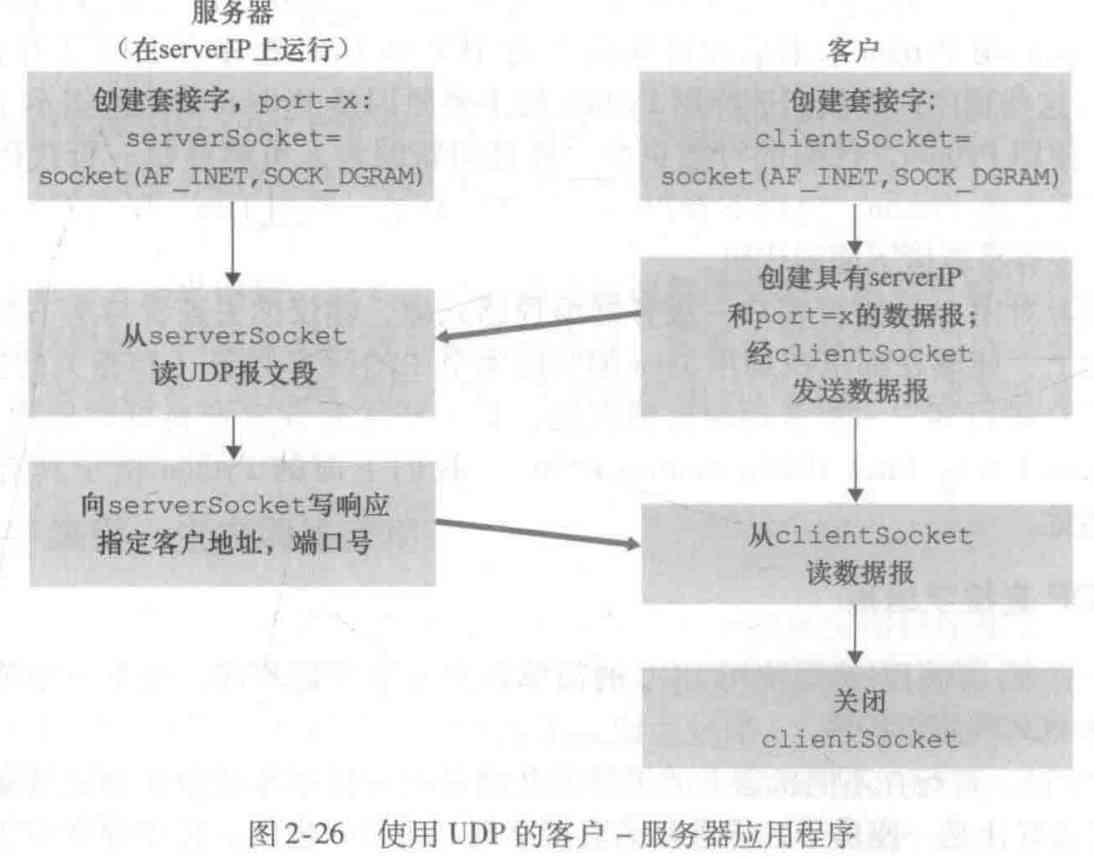 服务器
（在serverIP上运行）
创建套接字，port=x：
serverSocket=
socket(AF_INET,SOCK_DGRAM)
从serverSocket
读UDP报文段
向serverSocket写响应
指定客户地址，端口号
客户
创建套接字：
clientSocket=
socket(AF_INET,SOCK_DGRAM)
创建具有serverIP
和port=x的数据报；
经clientSocket
发送数据报
从clientSocket
读数据报
关闭
clientSocket
图 2-26 使用 UDP 的客户－服务器应用程序